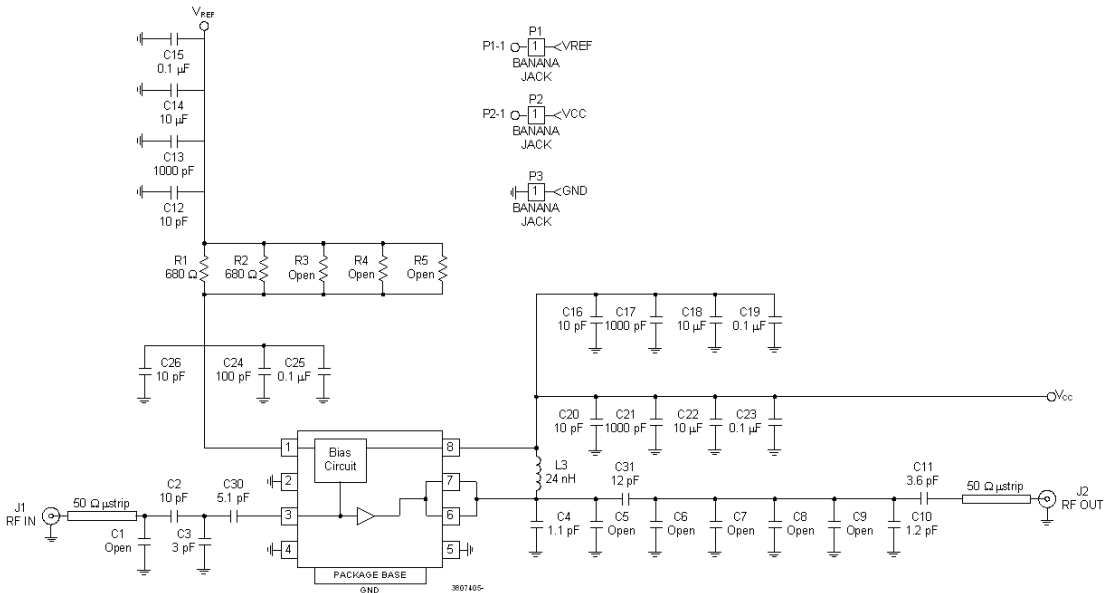 VREF
C15
0.1 µF
C14
10 µF
C13
1000 pF
C12
10 pF
P1
P1-1 1 VREF
BANANA
JACK
P2
P2-1 1 VCC
BANANA
JACK
P3
1 GND
BANANA
JACK
R1
680 Ω
R2
680 Ω
R3
Open
R4
Open
R5
Open
C16
10 pF
C17
1000 pF
C18
10 µF
C19
0.1 µF
C26
10 pF
C24
100 pF
C25
0.1 µF
VCC
C20
10 pF
C21
1000 pF
C22
10 µF
C23
0.1 µF
1
Bias
Circuit
8
L3
24 nH
2
7
C31
12 pF
C11
3.6 pF
J1
RF IN
50 Ω µstrip
C2
10 pF
C30
5.1 pF
3
6
50 Ω µstrip
J2
RF OUT
C1
Open
C3
3 pF
4
5
C4
1.1 pF
C5
Open
C6
Open
C7
Open
C8
Open
C9
Open
C10
1.2 pF
PACKAGE BASE
GND
3807405-